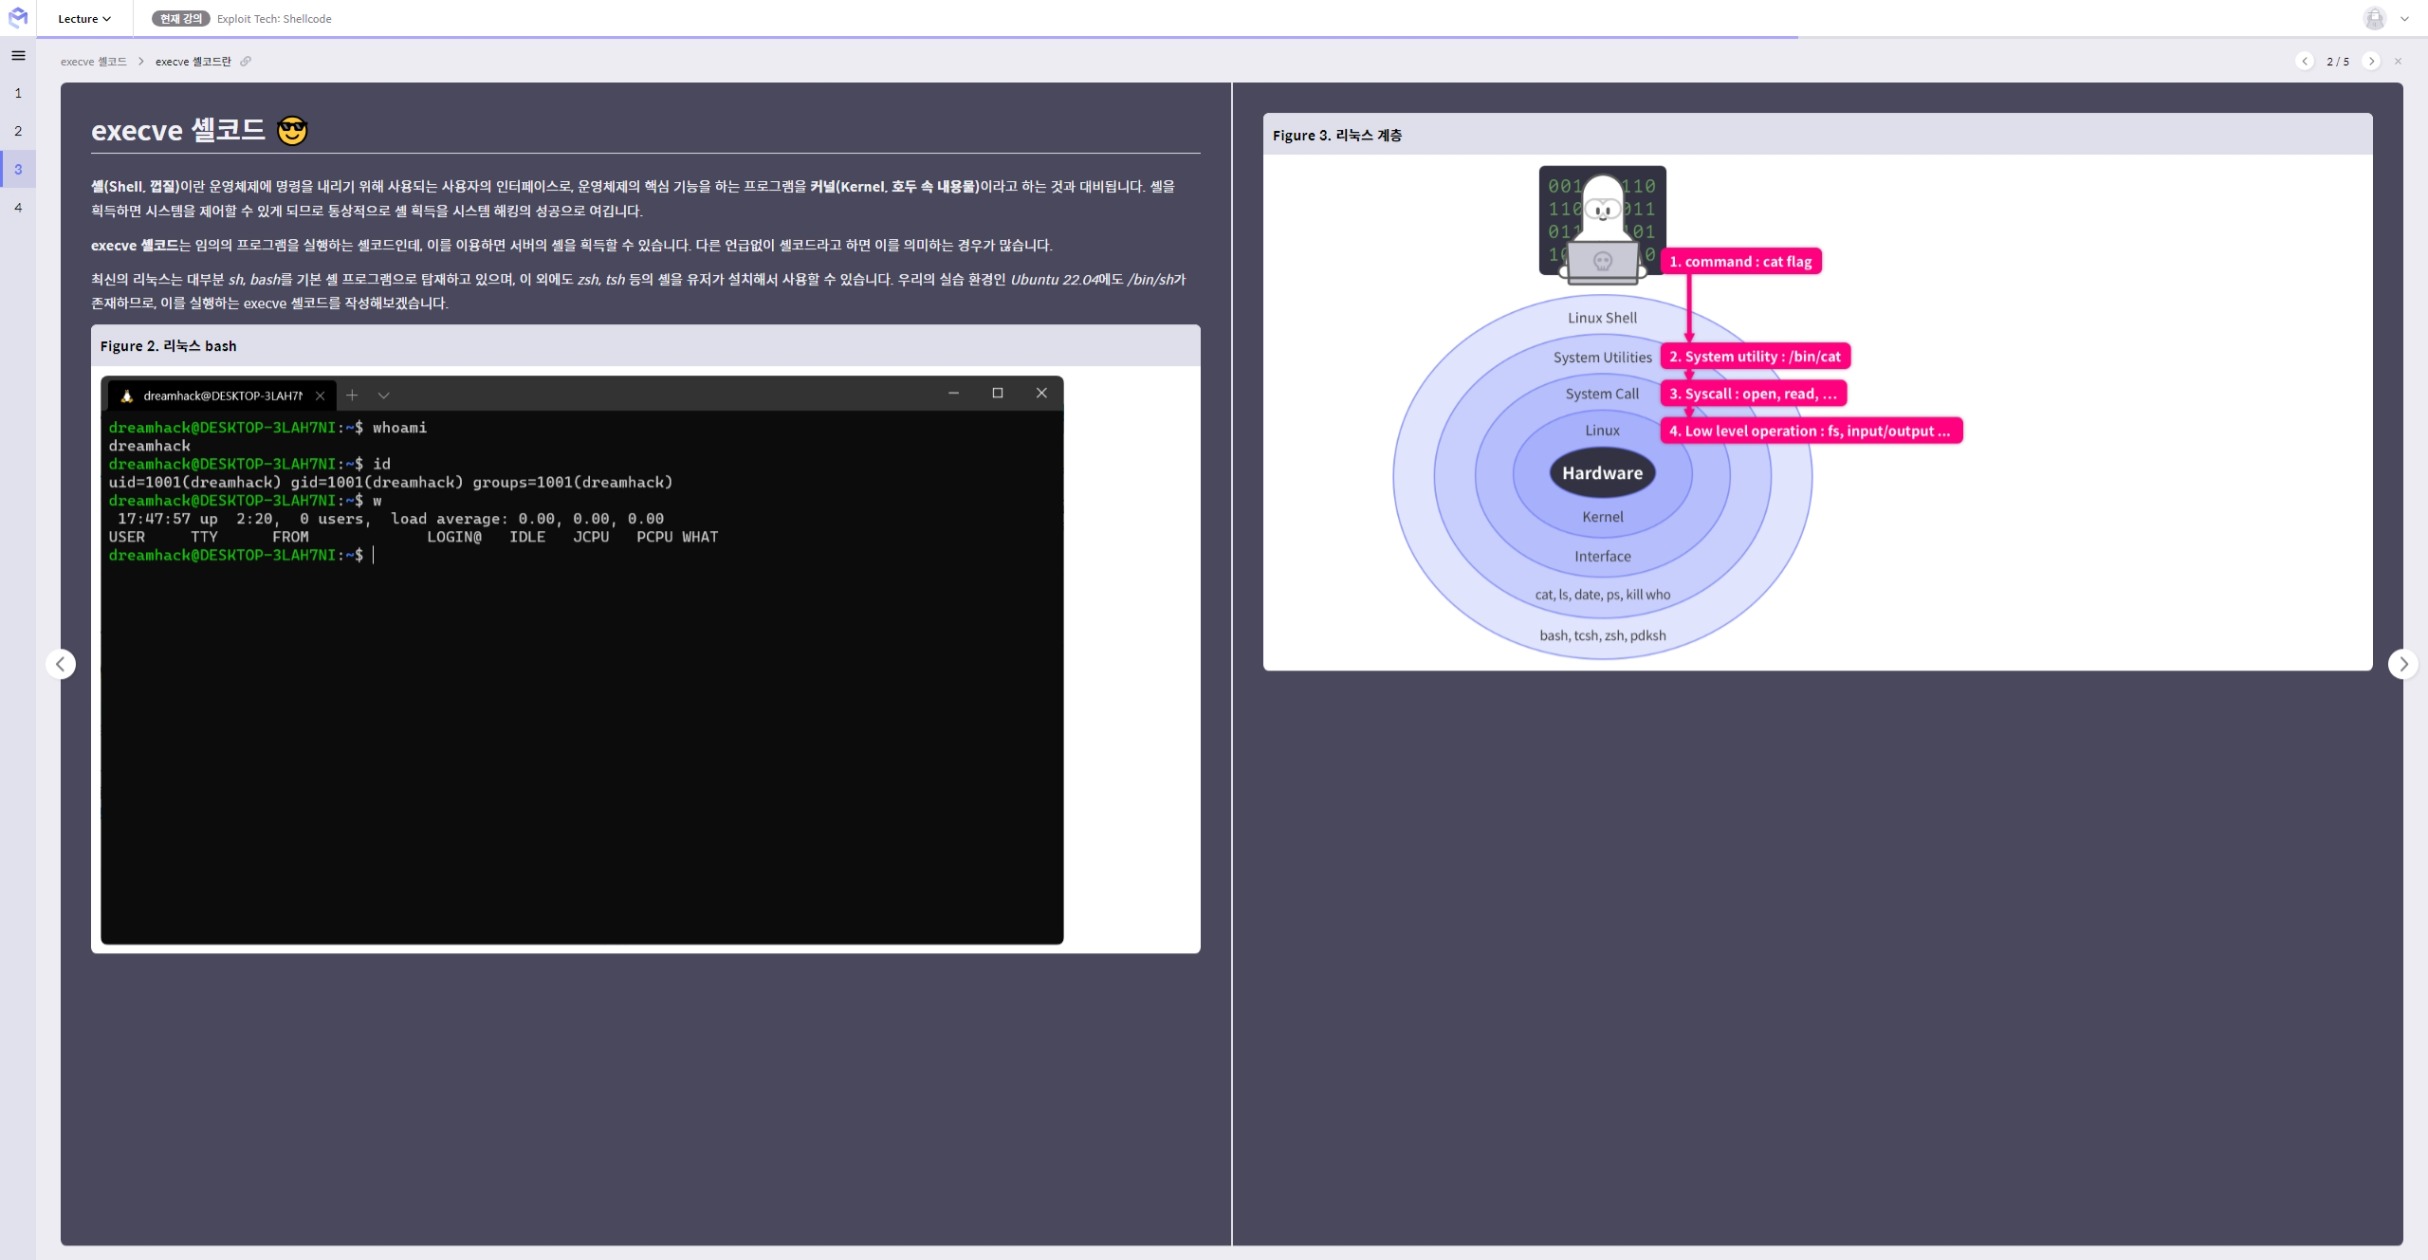 Lecture
현재 강의 Exploit Tech: Shellcode
execve 셸코드 > execve 셸코드란
2 / 5
1
2
3
4
execve 셸코드 😎
셸(Shell, 껍질)이란 운영체제에 명령을 내리기 위해 사용되는 사용자의 인터페이스로, 운영체제의 핵심 기능을 하는 프로그램을 커널(Kernel, 호두 속 내용물)이라고 하는 것과 대비됩니다. 셸을
획득하면 시스템을 제어할 수 있게 되므로 통상적으로 셸 획득을 시스템 해킹의 성공으로 여깁니다.
execve 셸코드는 임의의 프로그램을 실행하는 셸코드인데, 이를 이용하면 서버의 셸을 획득할 수 있습니다. 다른 언급없이 셸코드라고 하면 이를 의미하는 경우가 많습니다.
최신의 리눅스는 대부분 sh, bash를 기본 셸 프로그램으로 탑재하고 있으며, 이 외에도 zsh, tsh 등의 셸을 유저가 설치해서 사용할 수 있습니다. 우리의 실습 환경인 Ubuntu 22.04에도 /bin/sh가
존재하므로, 이를 실행하는 execve 셸코드를 작성해보겠습니다.
Figure 2. 리눅스 bash
dreamhack@DESKTOP-3LAH7N
dreamhack@DESKTOP-3LAH7NI:~$ whoami
dreamhack
dreamhack@DESKTOP-3LAH7NI:~$ id
uid=1001(dreamhack) gid=1001(dreamhack) groups=1001(dreamhack)
dreamhack@DESKTOP-3LAH7NI:~$ w
17:47:57 up 2:20, 0 users, load average: 0.00, 0.00, 0.00
USER TTY FROM LOGIN@ IDLE JCPU PCPU WHAT
dreamhack@DESKTOP-3LAH7NI:~$
Figure 3. 리눅스 계층
001 110
110 011
011 101
10 0
1. command : cat flag
Linux Shell
System Utilities
2. System utility : /bin/cat
System Call
3. Syscall : open, read, ...
Linux
4. Low level operation : fs, input/output ...
Hardware
Kernel
Interface
cat, ls, date, ps, kill who
bash, tcsh, zsh, pdksh